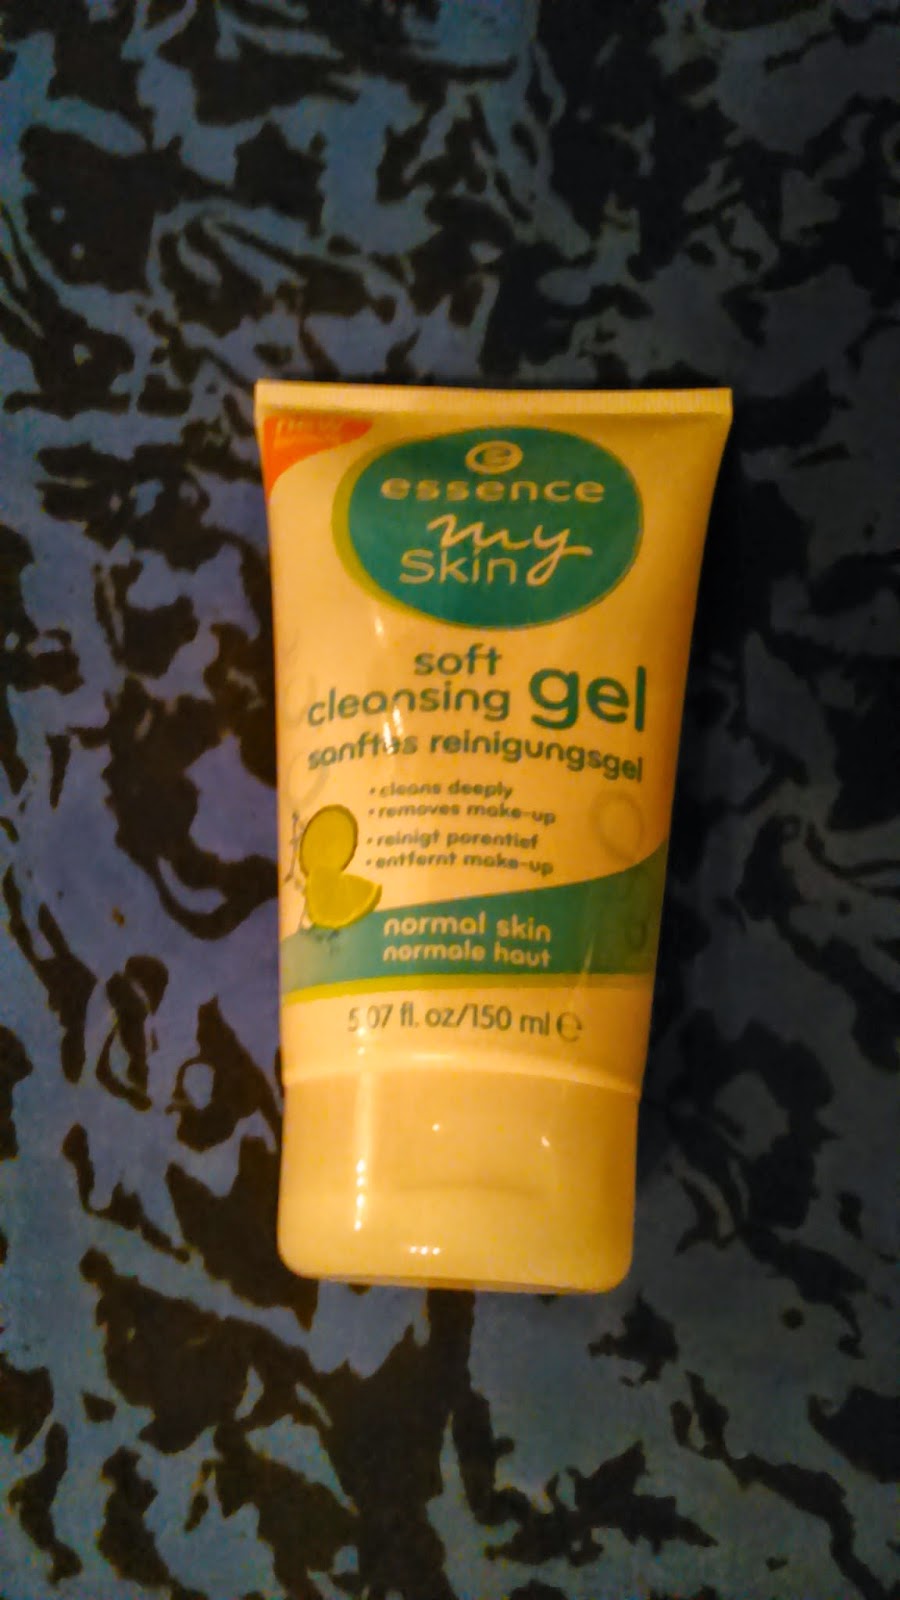 new
essence
my
skin
soft
cleansing gel
sanftes reinigungsgel
• cleans deeply
• removes make-up
• reinigt porentief
• entfernt make-up
normal skin
normale haut
5.07 fl. oz/150 ml e